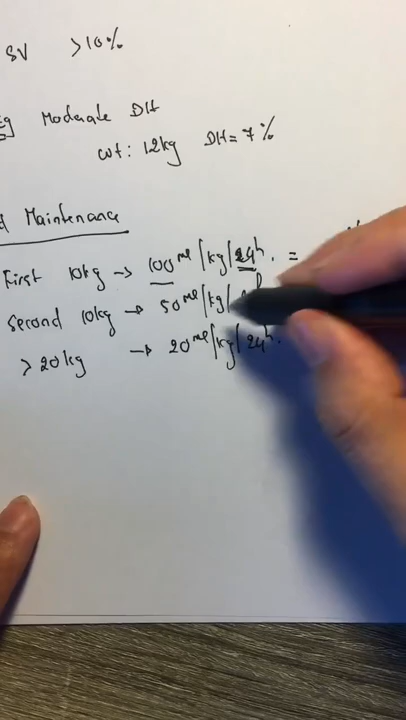 SV >10%
Eg Moderate DH
wt: 12kg DH = 7%
Maintenance
First 10kg → 100ml/kg/24h. =
second 10kg → 50ml/kg/
>20kg → 20ml/kg/24h.